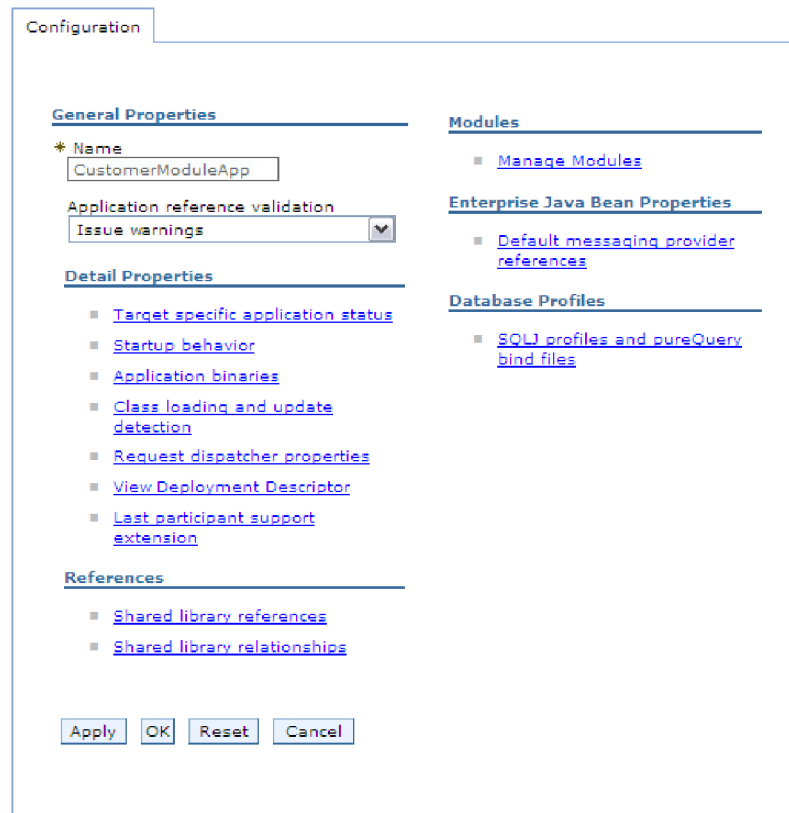 Configuration
General Properties
* Name
CustomerModuleApp
Application reference validation
Issue warnings
Detail Properties
Target specific application status
Startup behavior
Application binaries
Class loading and update
detection
Request dispatcher properties
View Deployment Descriptor
Last participant support
extension
References
Shared library references
Shared library relationships
Modules
Manage Modules
Enterprise Java Bean Properties
Default messaging provider
references
Database Profiles
SQLJ profiles and pureQuery
bind files
Apply
OK
Reset
Cancel